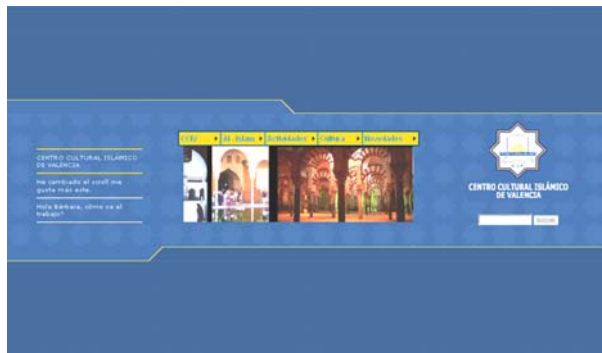 CENTRO CULTURAL ISLÁMICO
DE VALENCIA
He cambiado el scroll me
gusta más este.
Hola Bárbara, cómo va el
trabajo?
CCIV
Al-Islam
Actividades
Cultura
Novedades
CENTRO CULTURAL ISLÁMICO
DE VALENCIA
BUSCAR